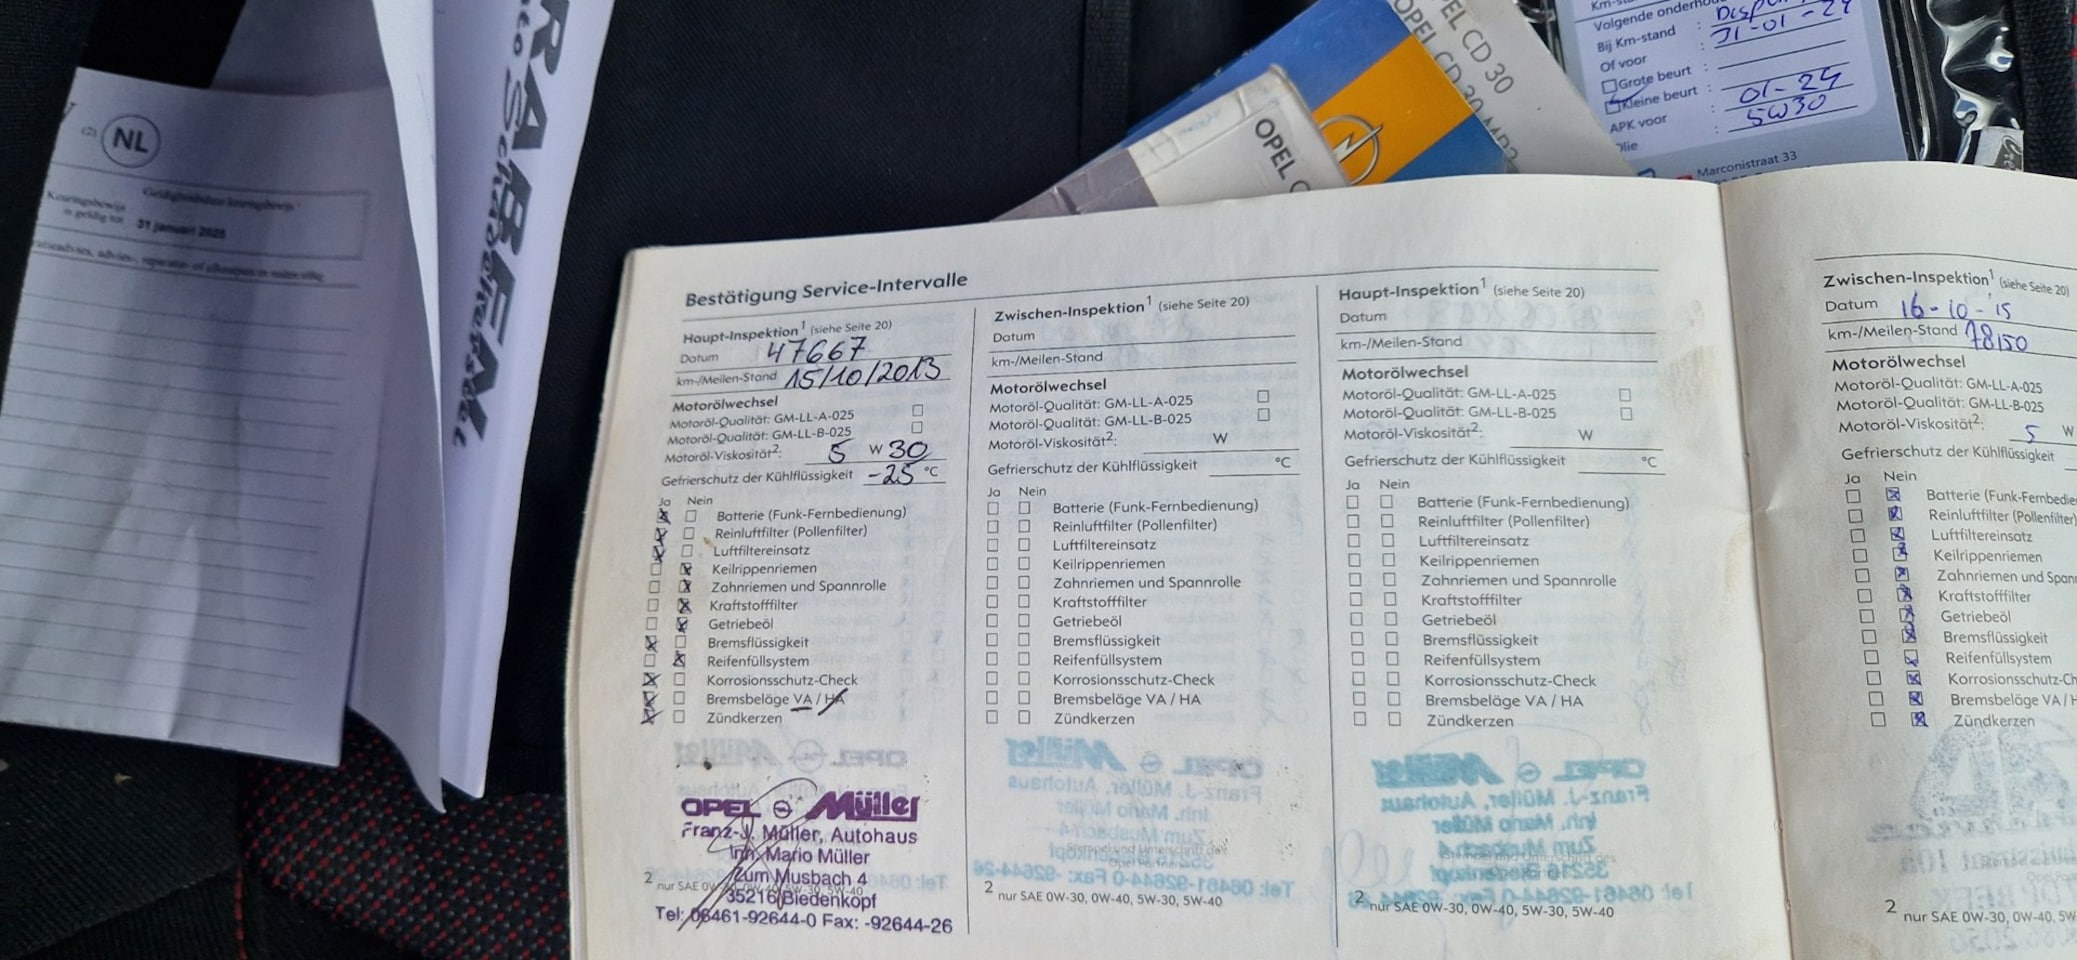 NL
31 januari 2025
RABEM
OPEL C
OPEL CD 30 MP3
OPEL CD 30
Volgende onderhoud
Bij Km-stand : 31-01-24
Of voor :
Grote beurt :
Kleine beurt : 01-24
APK voor : 5W30
Olie
Marconistraat 33
Bestätigung Service-Intervalle
Haupt-Inspektion¹ (siehe Seite 20)
Datum 47667
km-/Meilen-Stand 15/10/2013
Motorölwechsel
Motoröl-Qualität: GM-LL-A-025 ☐
Motoröl-Qualität: GM-LL-B-025 ☐
Motoröl-Viskosität²: 5 W 30
Gefrierschutz der Kühlflüssigkeit -25 °C
Ja Nein
Batterie (Funk-Fernbedienung)
Reinluftfilter (Pollenfilter)
Luftfiltereinsatz
Keilrippenriemen
Zahnriemen und Spannrolle
Kraftstofffilter
Getriebeöl
Bremsflüssigkeit
Reifenfüllsystem
Korrosionsschutz-Check
Bremsbeläge VA / HA
Zündkerzen
OPEL Müller
Franz-J. Müller, Autohaus
Inh. Mario Müller
Zum Musbach 4
35216 Biedenkopf
Tel: 06461-92644-0 Fax: -92644-26
2 nur SAE 0W-30, 0W-40, 5W-30, 5W-40
Zwischen-Inspektion¹ (siehe Seite 20)
Datum
km-/Meilen-Stand
Motorölwechsel
Motoröl-Qualität: GM-LL-A-025 ☐
Motoröl-Qualität: GM-LL-B-025 ☐
Motoröl-Viskosität²: W
Gefrierschutz der Kühlflüssigkeit °C
Ja Nein
Batterie (Funk-Fernbedienung)
Reinluftfilter (Pollenfilter)
Luftfiltereinsatz
Keilrippenriemen
Zahnriemen und Spannrolle
Kraftstofffilter
Getriebeöl
Bremsflüssigkeit
Reifenfüllsystem
Korrosionsschutz-Check
Bremsbeläge VA / HA
Zündkerzen
2 nur SAE 0W-30, 0W-40, 5W-30, 5W-40
Haupt-Inspektion¹ (siehe Seite 20)
Datum
km-/Meilen-Stand
Motorölwechsel
Motoröl-Qualität: GM-LL-A-025 ☐
Motoröl-Qualität: GM-LL-B-025 ☐
Motoröl-Viskosität²: W
Gefrierschutz der Kühlflüssigkeit °C
Ja Nein
Batterie (Funk-Fernbedienung)
Reinluftfilter (Pollenfilter)
Luftfiltereinsatz
Keilrippenriemen
Zahnriemen und Spannrolle
Kraftstofffilter
Getriebeöl
Bremsflüssigkeit
Reifenfüllsystem
Korrosionsschutz-Check
Bremsbeläge VA / HA
Zündkerzen
2 nur SAE 0W-30, 0W-40, 5W-30, 5W-40
Zwischen-Inspektion¹ (siehe Seite 20)
Datum 16-10-'15
km-/Meilen-Stand 78150
Motorölwechsel
Motoröl-Qualität: GM-LL-A-025
Motoröl-Qualität: GM-LL-B-025
Motoröl-Viskosität²: 5 W
Gefrierschutz der Kühlflüssigkeit
Ja Nein
Batterie (Funk-Fernbedie
Reinluftfilter (Pollenfilter)
Luftfiltereinsatz
Keilrippenriemen
Zahnriemen und Span
Kraftstofffilter
Getriebeöl
Bremsflüssigkeit
Reifenfüllsystem
Korrosionsschutz-Ch
Bremsbeläge VA / H
Zündkerzen
2 nur SAE 0W-30, 0W-40, 5W